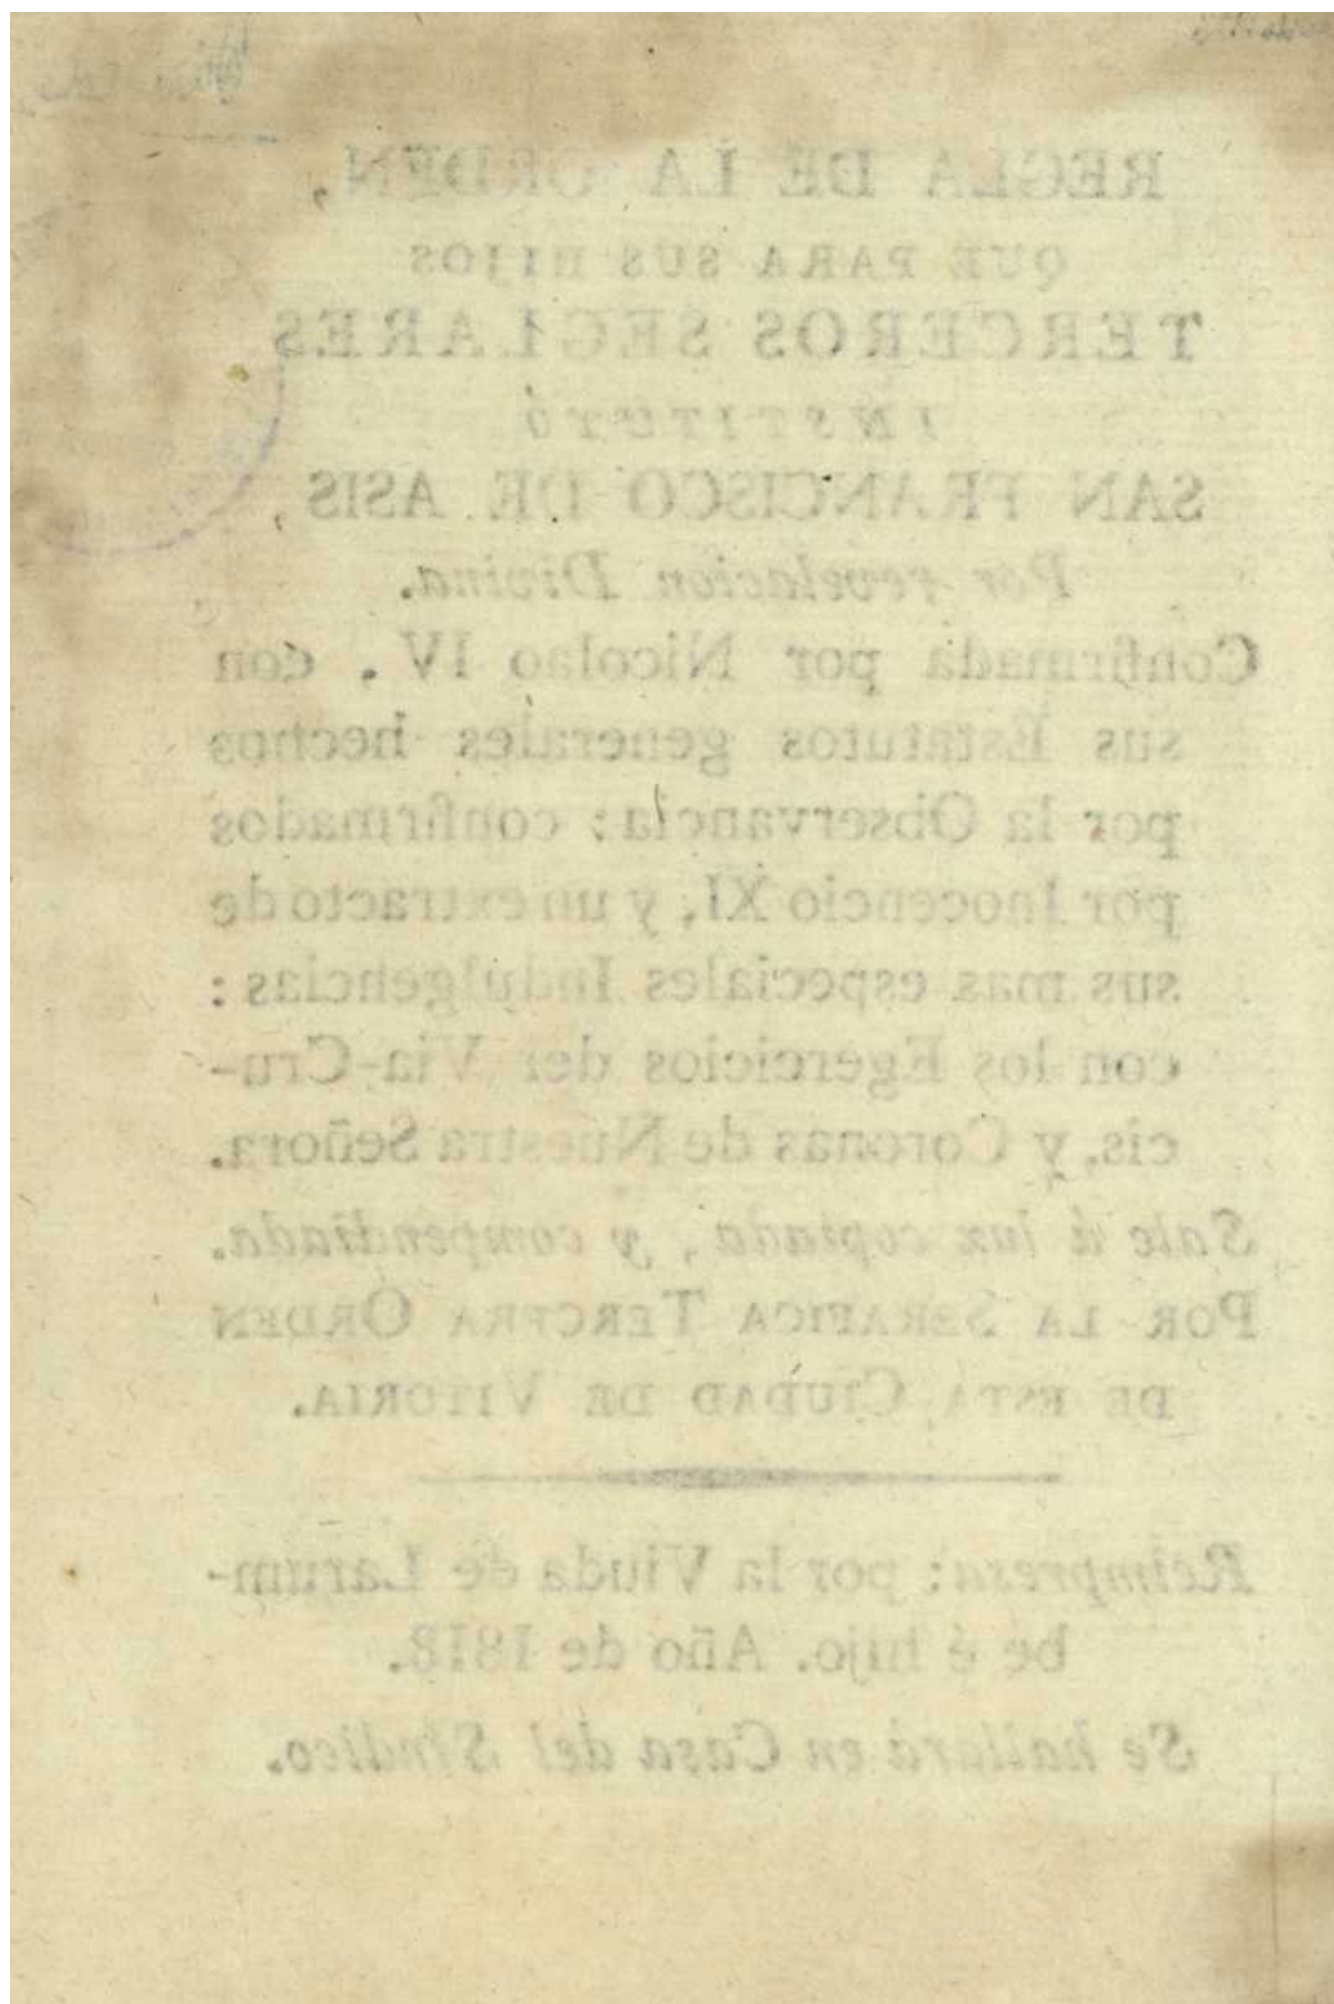 REGLA DE LA ORDEN,
QUE PARA SUS HIJOS
TERCEROS SEGLARES
INSTITUYÓ
SAN FRANCISCO DE ASIS,
Por revelacion Divina.
Confirmada por Nicolao IV. con
sus Estatutos generales hechos
por la Observancia: confirmados
por Inocencio XI, y un extracto de
sus mas especiales Indulgencias:
con los Egercicios del Via-Cru-
cis, y Coronas de Nuestra Señora.
Sale á luz copiada, y compendiada.
POR LA SERAFICA TERCERA ORDEN
DE ESTA CIUDAD DE VITORIA.
Reimpresa: por la Viuda de Larum-
be é hijo. Año de 1818.
Se hallará en Casa del Síndico.